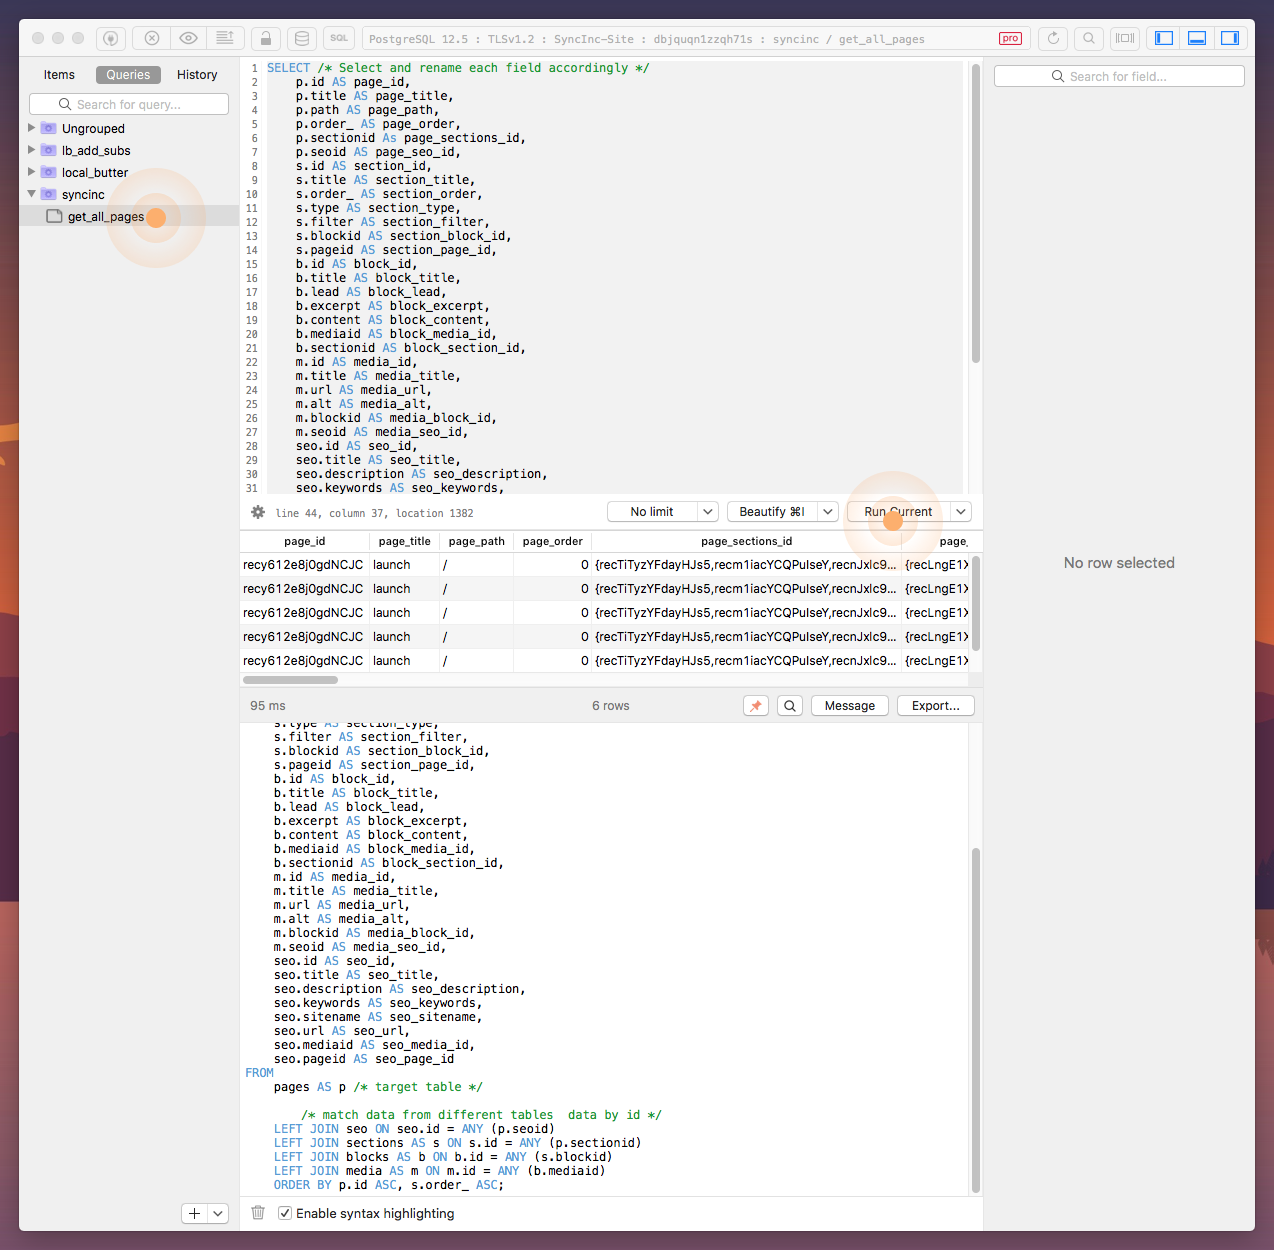 SQL
PostgreSQL 12.5 : TLSv1.2 : SyncInc-Site : dbjquqn1zzqh71s : syncinc / get_all_pages
pro
Items
Queries
History
Search for query...
Ungrouped
lb_add_subs
local_butter
syncinc
get_all_pages
1 SELECT /* Select and rename each field accordingly */
2 p.id AS page_id,
3 p.title AS page_title,
4 p.path AS page_path,
5 p.order_ AS page_order,
6 p.sectionid As page_sections_id,
7 p.seoid AS page_seo_id,
8 s.id AS section_id,
9 s.title AS section_title,
10 s.order_ AS section_order,
11 s.type AS section_type,
12 s.filter AS section_filter,
13 s.blockid AS section_block_id,
14 s.pageid AS section_page_id,
15 b.id AS block_id,
16 b.title AS block_title,
17 b.lead AS block_lead,
18 b.excerpt AS block_excerpt,
19 b.content AS block_content,
20 b.mediaid AS block_media_id,
21 b.sectionid AS block_section_id,
22 m.id AS media_id,
23 m.title AS media_title,
24 m.url AS media_url,
25 m.alt AS media_alt,
26 m.blockid AS media_block_id,
27 m.seoid AS media_seo_id,
28 seo.id AS seo_id,
29 seo.title AS seo_title,
30 seo.description AS seo_description,
31 seo.keywords AS seo_keywords,
line 44, column 37, location 1382
No limit
Beautify ⌘I
Run Current
page_id page_title page_path page_order page_sections_id page_
recy612e8j0gdNCJC launch / 0 {recTiTyzYFdayHJs5,recm1iacYCQPuIseY,recnJxIc9... {recLngE1X
recy612e8j0gdNCJC launch / 0 {recTiTyzYFdayHJs5,recm1iacYCQPuIseY,recnJxIc9... {recLngE1X
recy612e8j0gdNCJC launch / 0 {recTiTyzYFdayHJs5,recm1iacYCQPuIseY,recnJxIc9... {recLngE1X
recy612e8j0gdNCJC launch / 0 {recTiTyzYFdayHJs5,recm1iacYCQPuIseY,recnJxIc9... {recLngE1X
recy612e8j0gdNCJC launch / 0 {recTiTyzYFdayHJs5,recm1iacYCQPuIseY,recnJxIc9... {recLngE1X
95 ms
6 rows
Message
Export...
s.type AS section_type,
s.filter AS section_filter,
s.blockid AS section_block_id,
s.pageid AS section_page_id,
b.id AS block_id,
b.title AS block_title,
b.lead AS block_lead,
b.excerpt AS block_excerpt,
b.content AS block_content,
b.mediaid AS block_media_id,
b.sectionid AS block_section_id,
m.id AS media_id,
m.title AS media_title,
m.url AS media_url,
m.alt AS media_alt,
m.blockid AS media_block_id,
m.seoid AS media_seo_id,
seo.id AS seo_id,
seo.title AS seo_title,
seo.description AS seo_description,
seo.keywords AS seo_keywords,
seo.sitename AS seo_sitename,
seo.url AS seo_url,
seo.mediaid AS seo_media_id,
seo.pageid AS seo_page_id
FROM
pages AS p /* target table */
/* match data from different tables  data by id */
LEFT JOIN seo ON seo.id = ANY (p.seoid)
LEFT JOIN sections AS s ON s.id = ANY (p.sectionid)
LEFT JOIN blocks AS b ON b.id = ANY (s.blockid)
LEFT JOIN media AS m ON m.id = ANY (b.mediaid)
ORDER BY p.id ASC, s.order_ ASC;
Enable syntax highlighting
Search for field...
No row selected